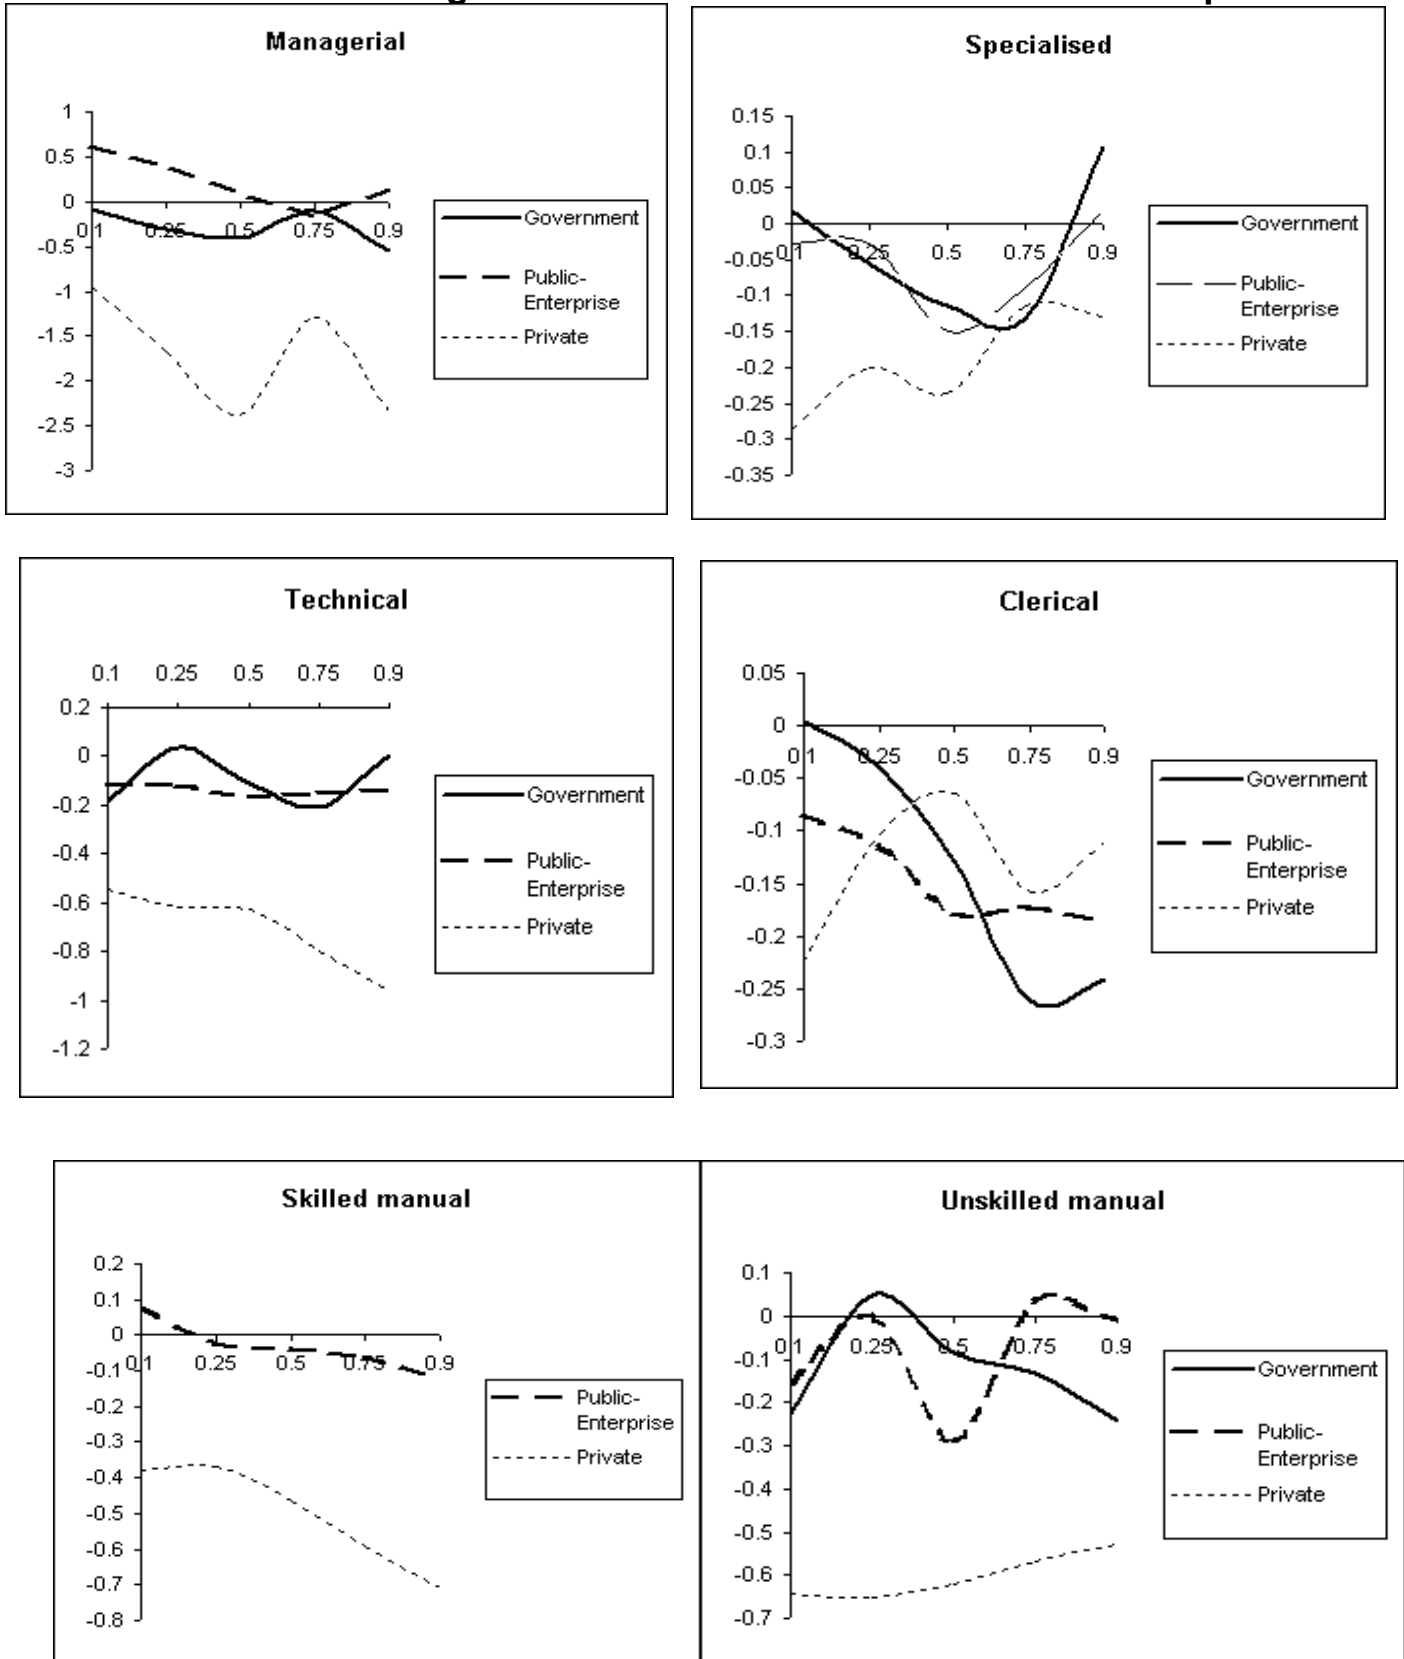 Managerial
1
0.5
0
-0.5
-1
-1.5
-2
-2.5
-3
0.1 0.25 0.5 0.75 0.9
Government
Public-
Enterprise
Private
Specialised
0.15
0.1
0.05
0
-0.05
-0.1
-0.15
-0.2
-0.25
-0.3
-0.35
0.1 0.25 0.5 0.75 0.9
Government
Public-
Enterprise
Private
Technical
0.1 0.25 0.5 0.75 0.9
0.2
0
-0.2
-0.4
-0.6
-0.8
-1
-1.2
Government
Public-
Enterprise
Private
Clerical
0.05
0
-0.05
-0.1
-0.15
-0.2
-0.25
-0.3
0.1 0.25 0.5 0.75 0.9
Government
Public-
Enterprise
Private
Skilled manual
0.2
0.1
0
-0.1
-0.2
-0.3
-0.4
-0.5
-0.6
-0.7
-0.8
0.1 0.25 0.5 0.75 0.9
Public-
Enterprise
Private
Unskilled manual
0.1
0
-0.1
-0.2
-0.3
-0.4
-0.5
-0.6
-0.7
0.1 0.25 0.5 0.75 0.9
Government
Public-
Enterprise
Private